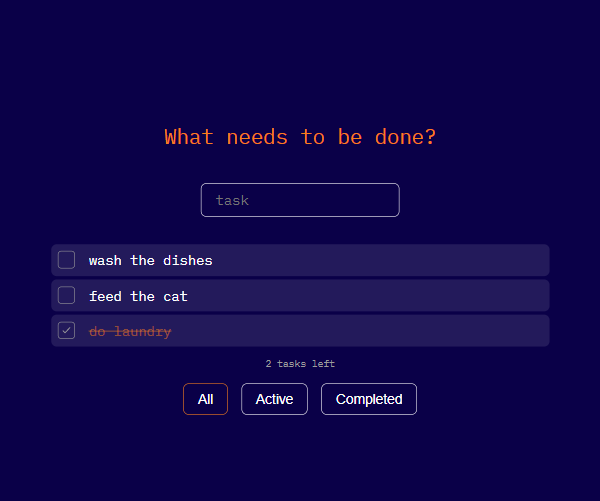 What needs to be done?
task
wash the dishes
feed the cat
do laundry
2 tasks left
All Active Completed